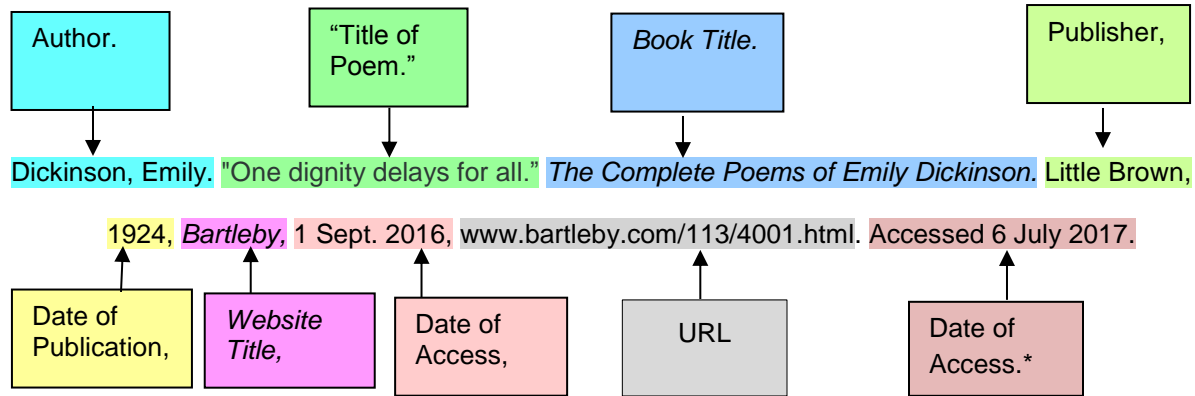 Author.
“Title of
Poem.”
Book Title.
Publisher,
Dickinson, Emily. "One dignity delays for all.” The Complete Poems of Emily Dickinson. Little Brown,
1924, Bartleby, 1 Sept. 2016, www.bartleby.com/113/4001.html. Accessed 6 July 2017.
Date of
Publication,
Website
Title,
Date of
Access,
URL
Date of
Access.*